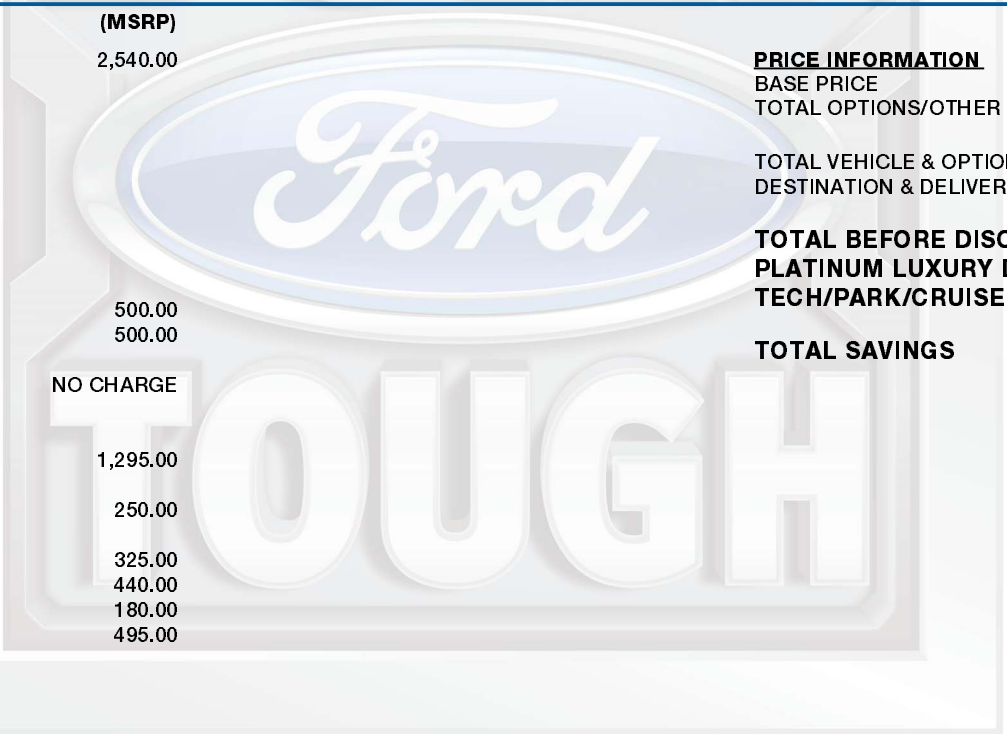 (MSRP)
2,540.00
500.00
500.00
NO CHARGE
1,295.00
250.00
325.00
440.00
180.00
495.00
PRICE INFORMATION
BASE PRICE
TOTAL OPTIONS/OTHER
TOTAL VEHICLE & OPTIO
DESTINATION & DELIVER
TOTAL BEFORE DISC
PLATINUM LUXURY
TECH/PARK/CRUISE
TOTAL SAVINGS
Ford
TOUGH